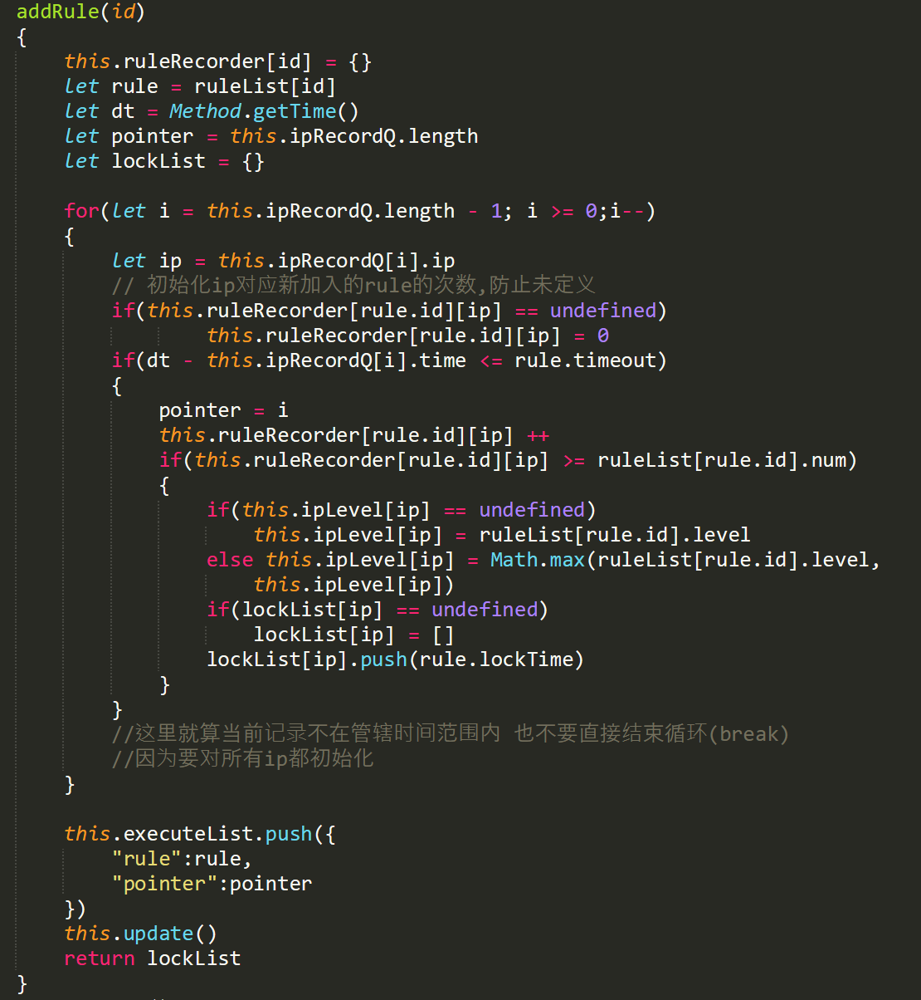 addRule(id)
{
    this.ruleRecorder[id] = {}
    let rule = ruleList[id]
    let dt = Method.getTime()
    let pointer = this.ipRecordQ.length
    let lockList = {}

    for(let i = this.ipRecordQ.length - 1; i >= 0;i--)
    {
        let ip = this.ipRecordQ[i].ip
        // 初始化ip对应新加入的rule的次数,防止未定义
        if(this.ruleRecorder[rule.id][ip] == undefined)
                this.ruleRecorder[rule.id][ip] = 0
        if(dt - this.ipRecordQ[i].time <= rule.timeout)
        {
            pointer = i
            this.ruleRecorder[rule.id][ip] ++
            if(this.ruleRecorder[rule.id][ip] >= ruleList[rule.id].num)
            {
                if(this.ipLevel[ip] == undefined)
                    this.ipLevel[ip] = ruleList[rule.id].level
                else this.ipLevel[ip] = Math.max(ruleList[rule.id].level,
                    this.ipLevel[ip])
                if(lockList[ip] == undefined)
                    lockList[ip] = []
                lockList[ip].push(rule.lockTime)
            }
        }
        //这里就算当前记录不在管辖时间范围内 也不要直接结束循环(break)
        //因为要对所有ip都初始化
    }

    this.executeList.push({
        "rule":rule,
        "pointer":pointer
    })
    this.update()
    return lockList
}